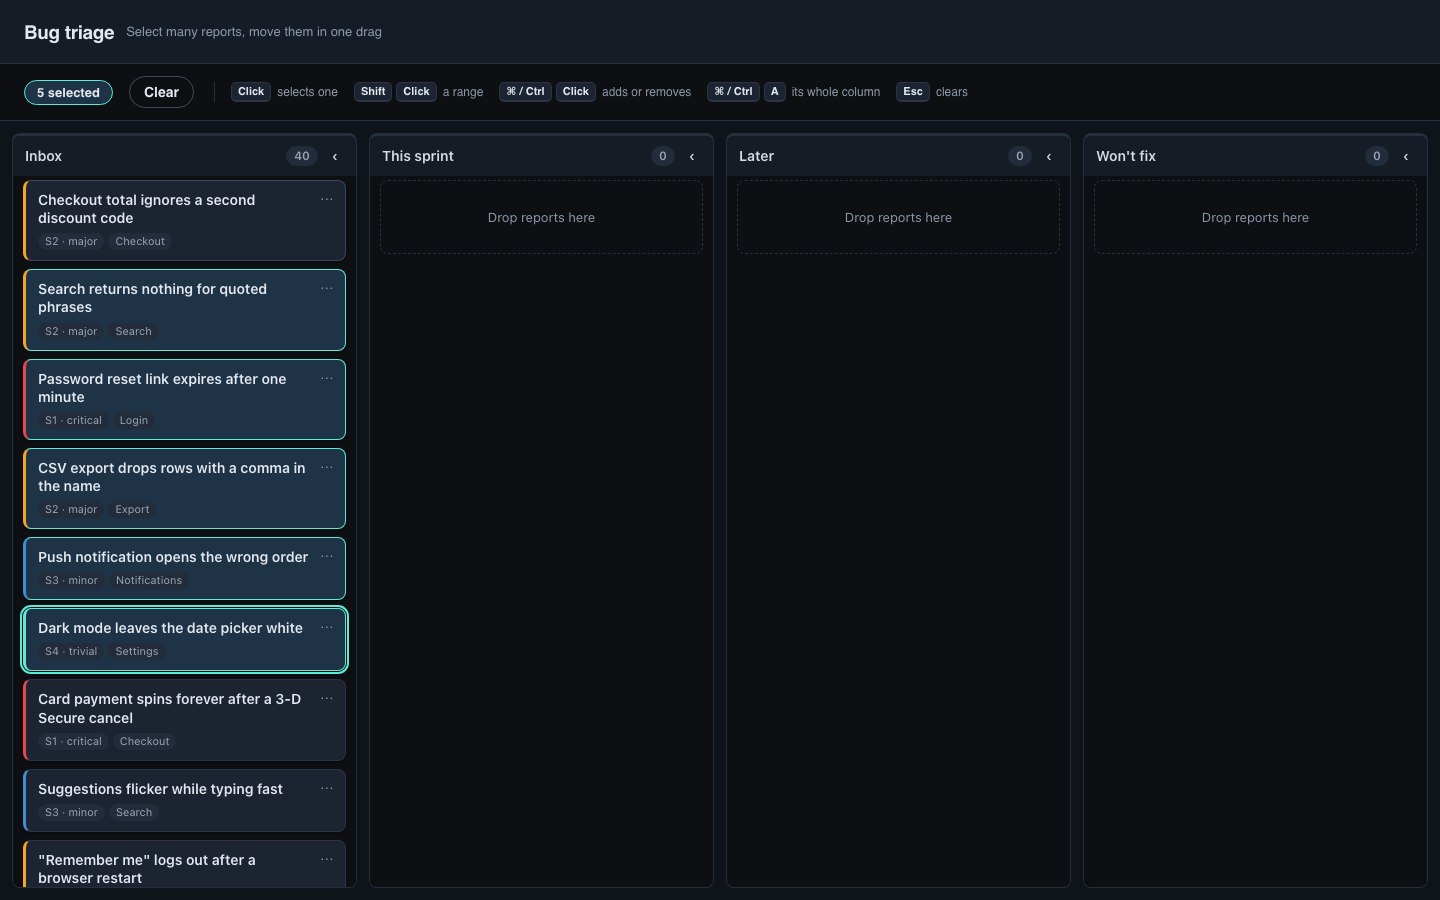 Bug triage Select many reports, move them in one drag
5 selected Clear Click selects one Shift Click a range ⌘ / Ctrl Click adds or removes ⌘ / Ctrl A its whole column Esc clears
Inbox 40 ‹
Checkout total ignores a second ···
discount code
S2 · major Checkout
Search returns nothing for quoted ···
phrases
S2 · major Search
Password reset link expires after one ···
minute
S1 · critical Login
CSV export drops rows with a comma in ···
the name
S2 · major Export
Push notification opens the wrong order ···
S3 · minor Notifications
Dark mode leaves the date picker white ···
S4 · trivial Settings
Card payment spins forever after a 3-D ···
Secure cancel
S1 · critical Checkout
Suggestions flicker while typing fast ···
S3 · minor Search
"Remember me" logs out after a ···
browser restart
This sprint 0 ‹
Drop reports here
Later 0 ‹
Drop reports here
Won't fix 0 ‹
Drop reports here